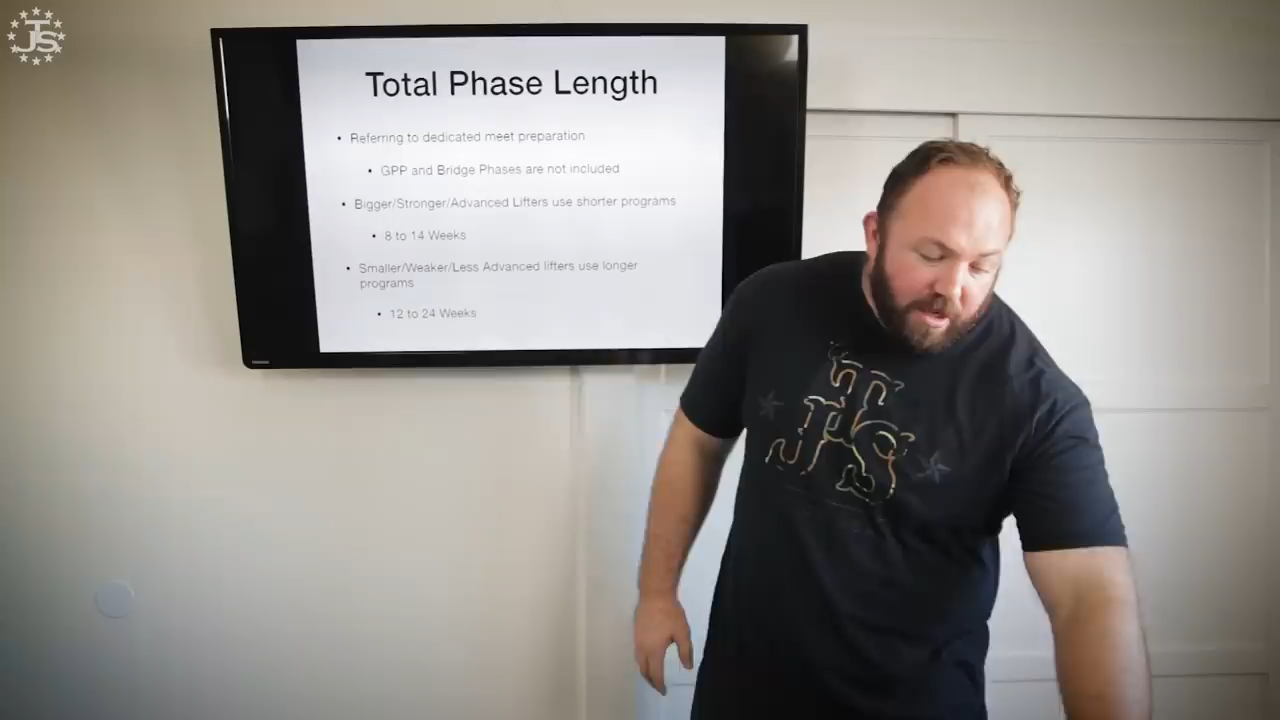 JTS
Total Phase Length
• Referring to dedicated meet preparation
• GPP and Bridge Phases are not included
• Bigger/Stronger/Advanced Lifters use shorter programs
• 8 to 14 Weeks
• Smaller/Weaker/Less Advanced lifters use longer
programs
• 12 to 24 Weeks
JTS